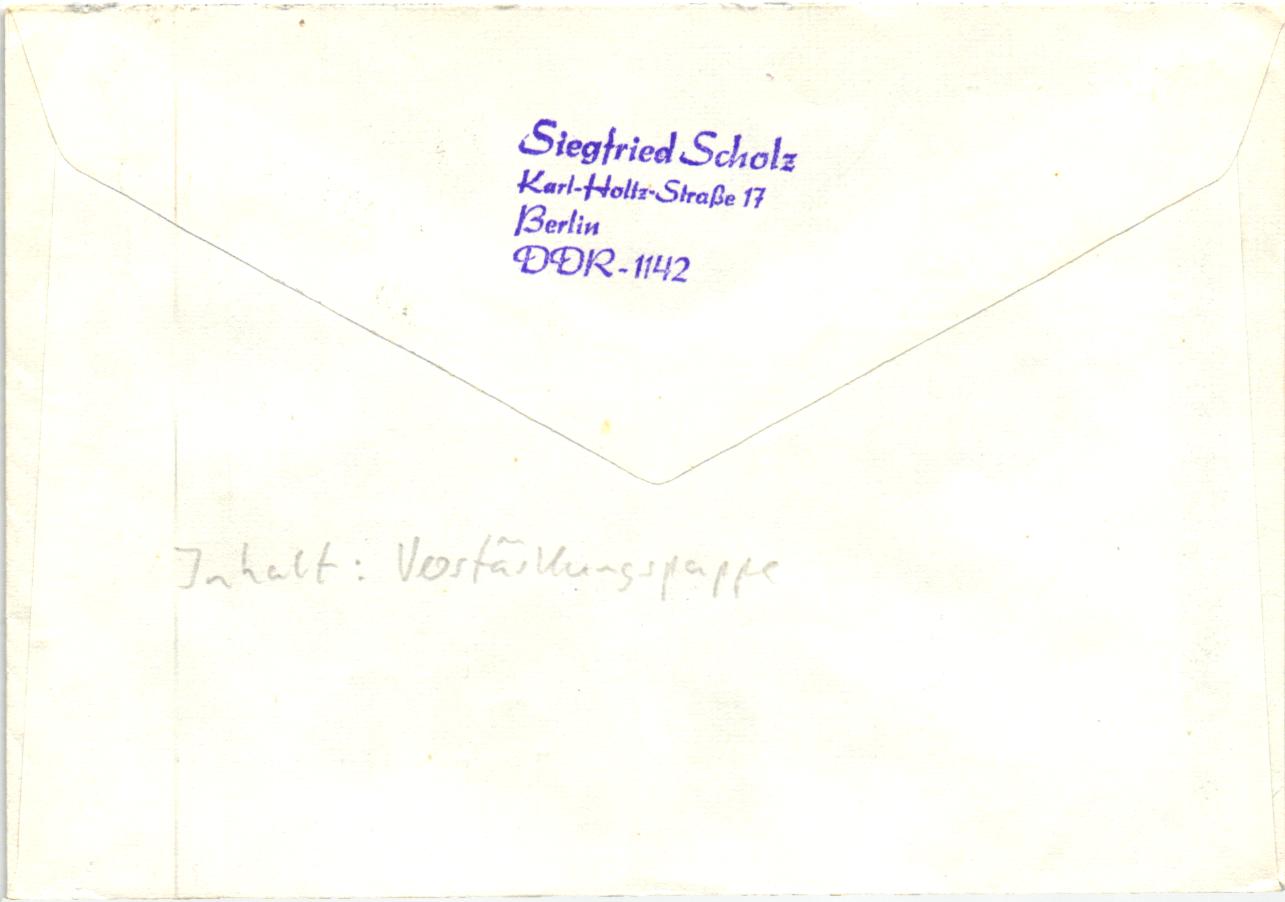 Siegfried Scholz
Karl-Holtz-Straße 17
Berlin
DDR-1142
Inhalt: Verstärkungspappe